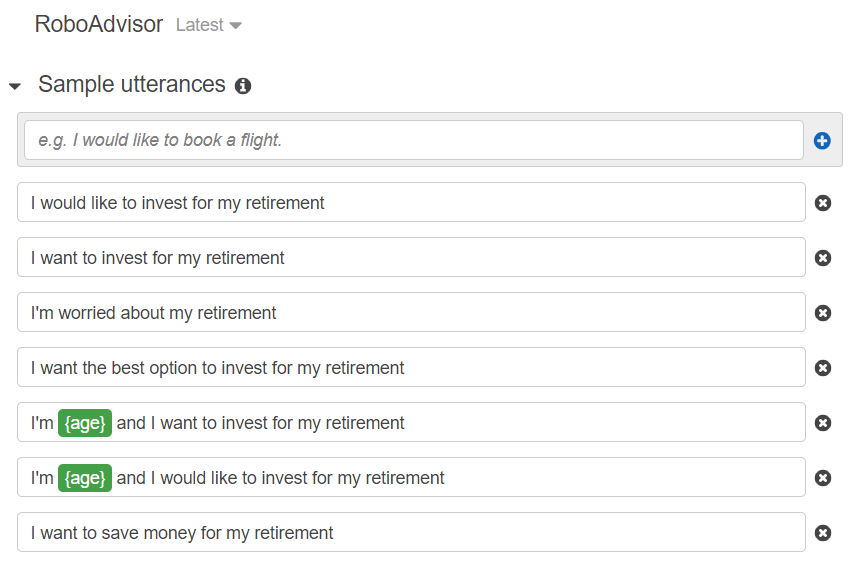 RoboAdvisor Latest
Sample utterances
e.g. I would like to book a flight.
I would like to invest for my retirement
I want to invest for my retirement
I'm worried about my retirement
I want the best option to invest for my retirement
I'm {age} and I want to invest for my retirement
I'm {age} and I would like to invest for my retirement
I want to save money for my retirement